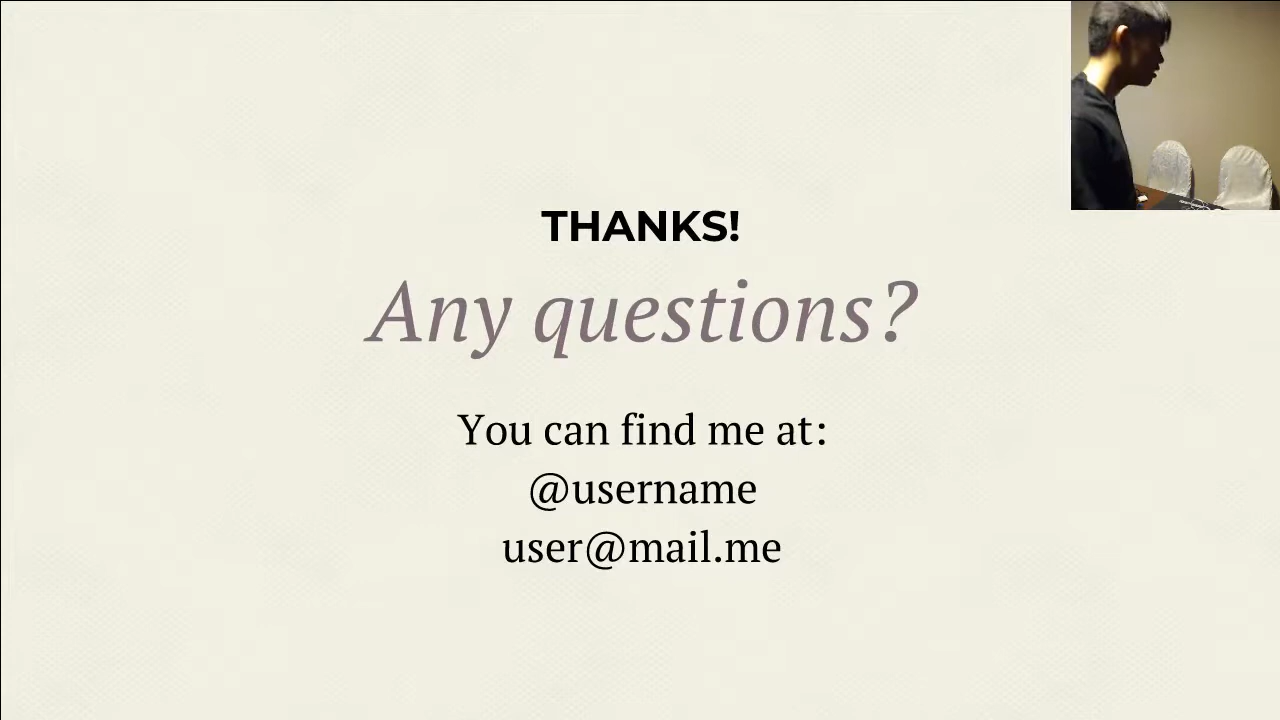 THANKS!
Any questions?
You can find me at:
@username
user@mail.me